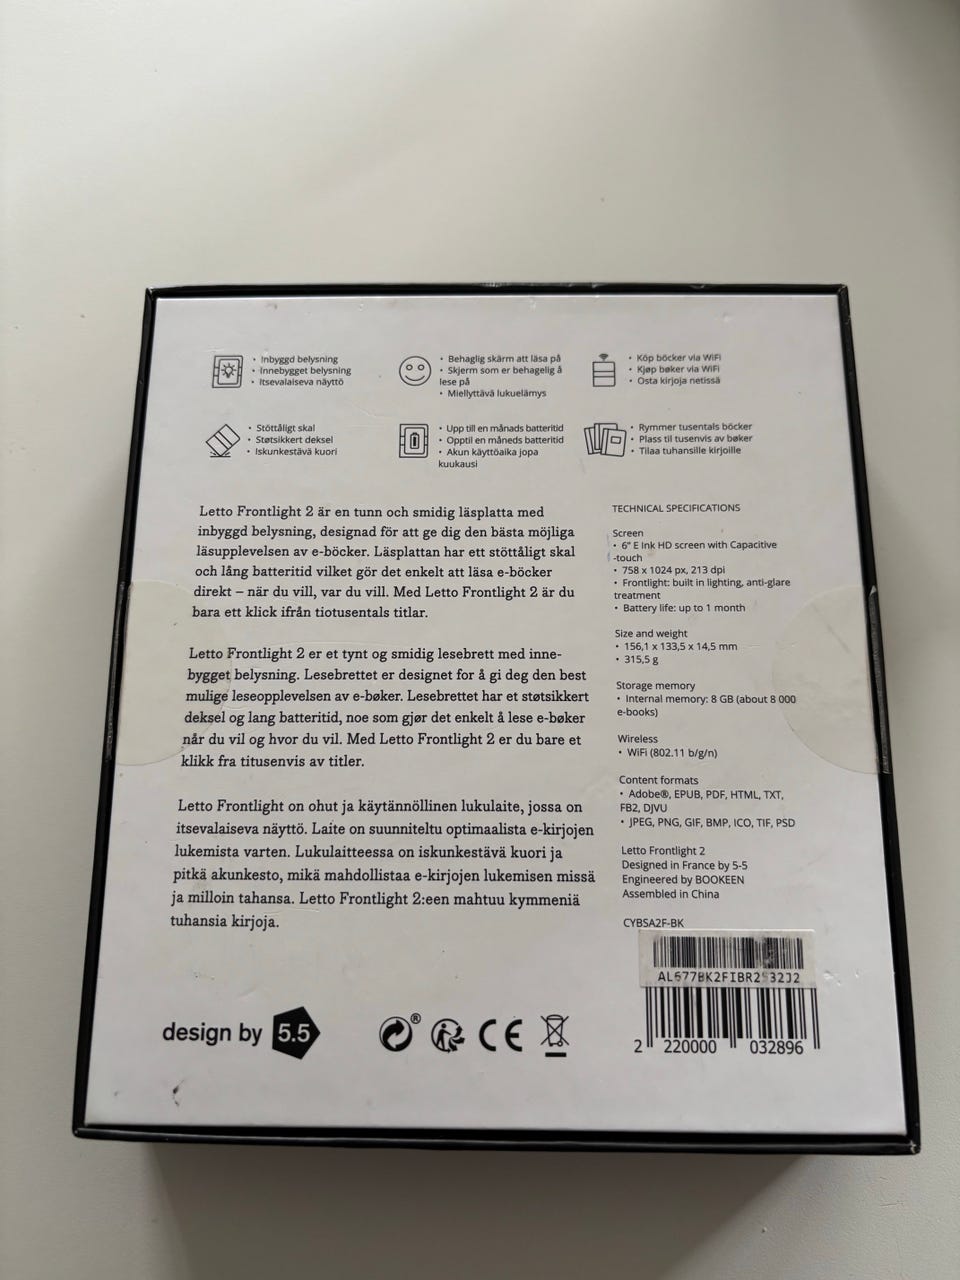 • Inbyggd belysning
• Innebygget belysning
• Itsevalaiseva näyttö
• Behaglig skärm att läsa på
• Skjerm som er behagelig å
lese på
• Miellyttävä lukuelämys
• Köp böcker via WiFi
• Kjøp bøker via WiFi
• Osta kirjoja netissä
• Stöttåligt skal
• Støtsikkert deksel
• Iskunkestävä kuori
• Upp till en månads batteritid
• Opptil en måneds batteritid
• Akun käyttöaika jopa
kuukausi
• Rymmer tusentals böcker
• Plass til tusenvis av bøker
• Tilaa tuhansille kirjoille
Letto Frontlight 2 är en tunn och smidig läsplatta med
inbyggd belysning, designad för att ge dig den bästa möjliga
läsupplevelsen av e-böcker. Läsplattan har ett stöttåligt skal
och lång batteritid vilket gör det enkelt att läsa e-böcker
direkt – när du vill, var du vill. Med Letto Frontlight 2 är du
bara ett klick ifrån tiotusentals titlar.
Letto Frontlight 2 er et tynt og smidig lesebrett med inne-
bygget belysning. Lesebrettet er designet for å gi deg den best
mulige leseopplevelsen av e-bøker. Lesebrettet har et støtsikkert
deksel og lang batteritid, noe som gjør det enkelt å lese e-bøker
når du vil og hvor du vil. Med Letto Frontlight 2 er du bare et
klikk fra titusenvis av titler.
Letto Frontlight on ohut ja käytännöllinen lukulaite, jossa on
itsevalaiseva näyttö. Laite on suunniteltu optimaalista e-kirjojen
lukemista varten. Lukulaitteessa on iskunkestävä kuori ja
pitkä akunkesto, mikä mahdollistaa e-kirjojen lukemisen missä
ja milloin tahansa. Letto Frontlight 2:een mahtuu kymmeniä
tuhansia kirjoja.
TECHNICAL SPECIFICATIONS
Screen
• 6” E Ink HD screen with Capacitive
-touch
• 758 x 1024 px, 213 dpi
• Frontlight: built in lighting, anti-glare
treatment
• Battery life: up to 1 month
Size and weight
• 156,1 x 133,5 x 14,5 mm
• 315,5 g
Storage memory
• Internal memory: 8 GB (about 8 000
e-books)
Wireless
• WiFi (802.11 b/g/n)
Content formats
• Adobe®, EPUB, PDF, HTML, TXT,
FB2, DJVU
• JPEG, PNG, GIF, BMP, ICO, TIF, PSD
Letto Frontlight 2
Designed in France by 5-5
Engineered by BOOKEEN
Assembled in China
CYBSA2F-BK
design by 5.5
®
CE
2 220000 032896